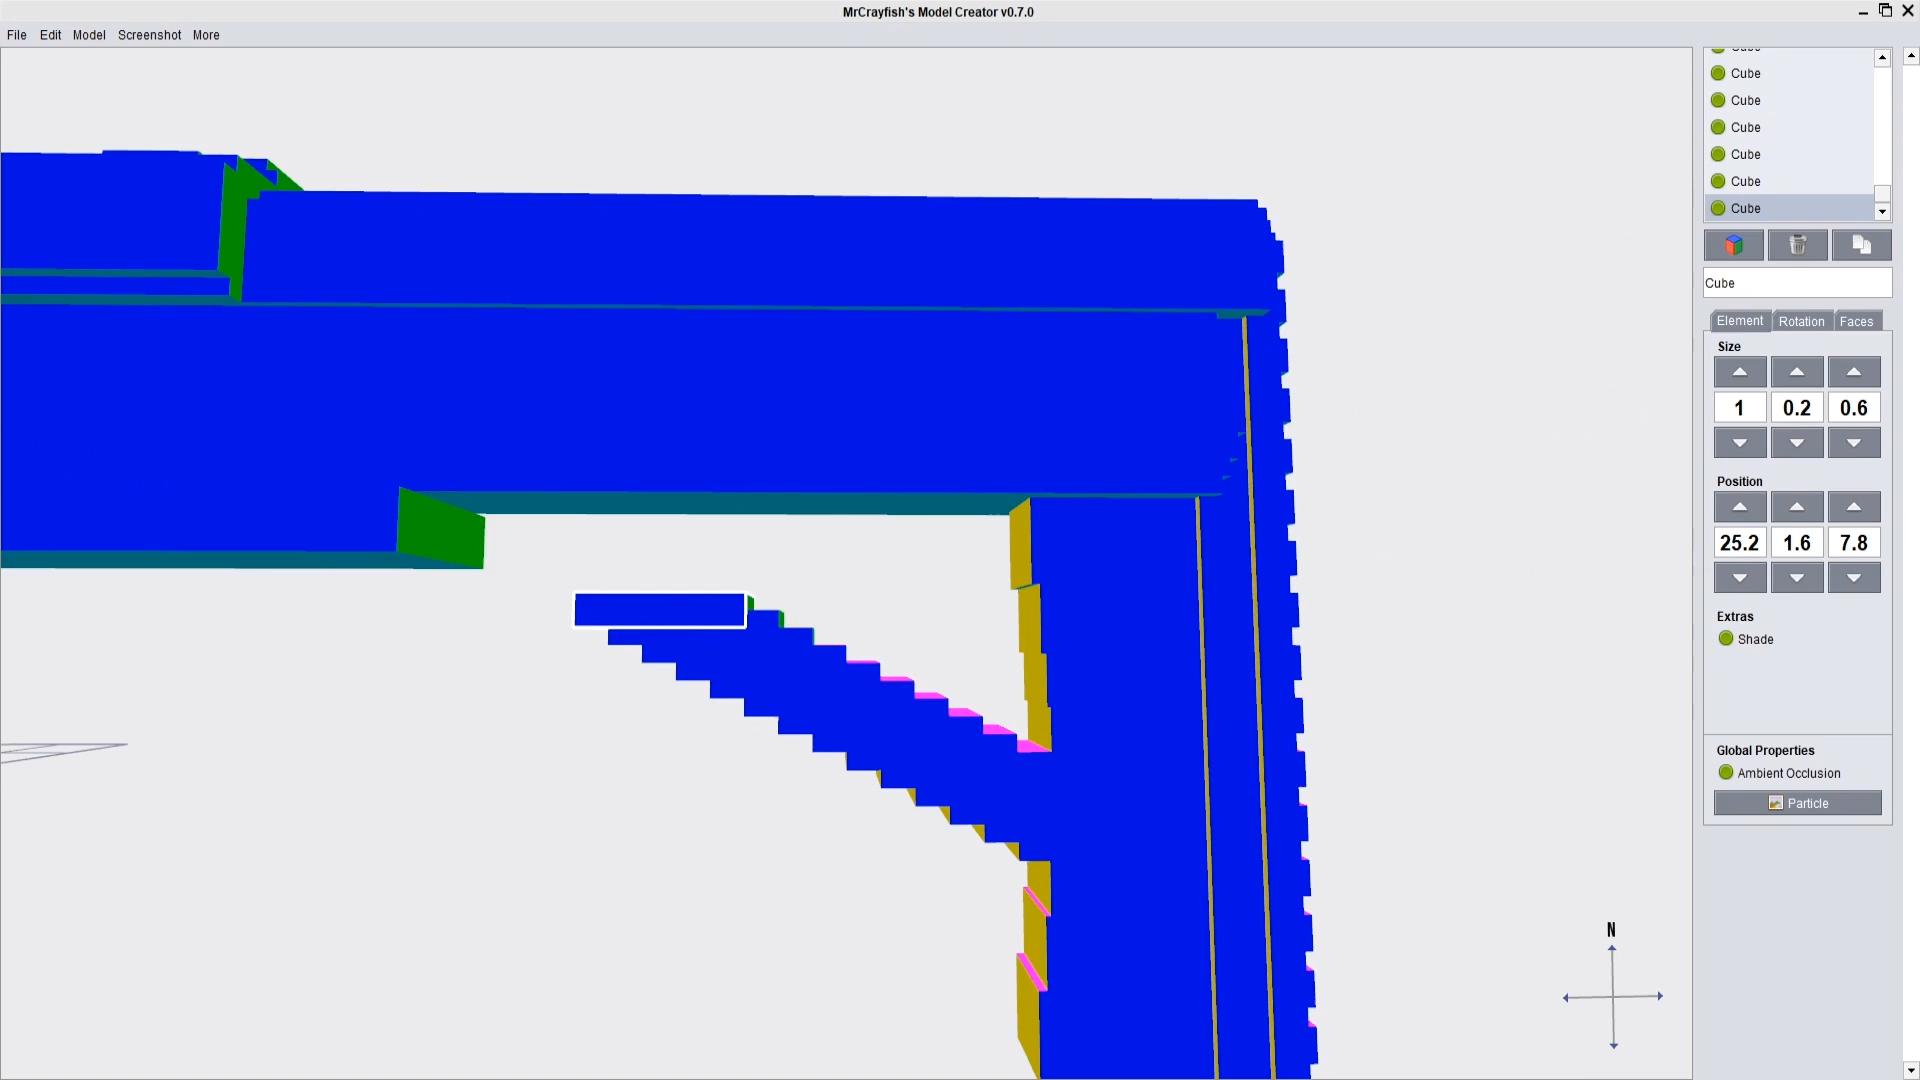 MrCrayfish's Model Creator v0.7.0
File Edit Model Screenshot More
Cube
Cube
Cube
Cube
Cube
Cube
Cube
Cube
Element Rotation Faces
Size
1 0.2 0.6
Position
25.2 1.6 7.8
Extras
Shade
Global Properties
Ambient Occlusion
Particle
N